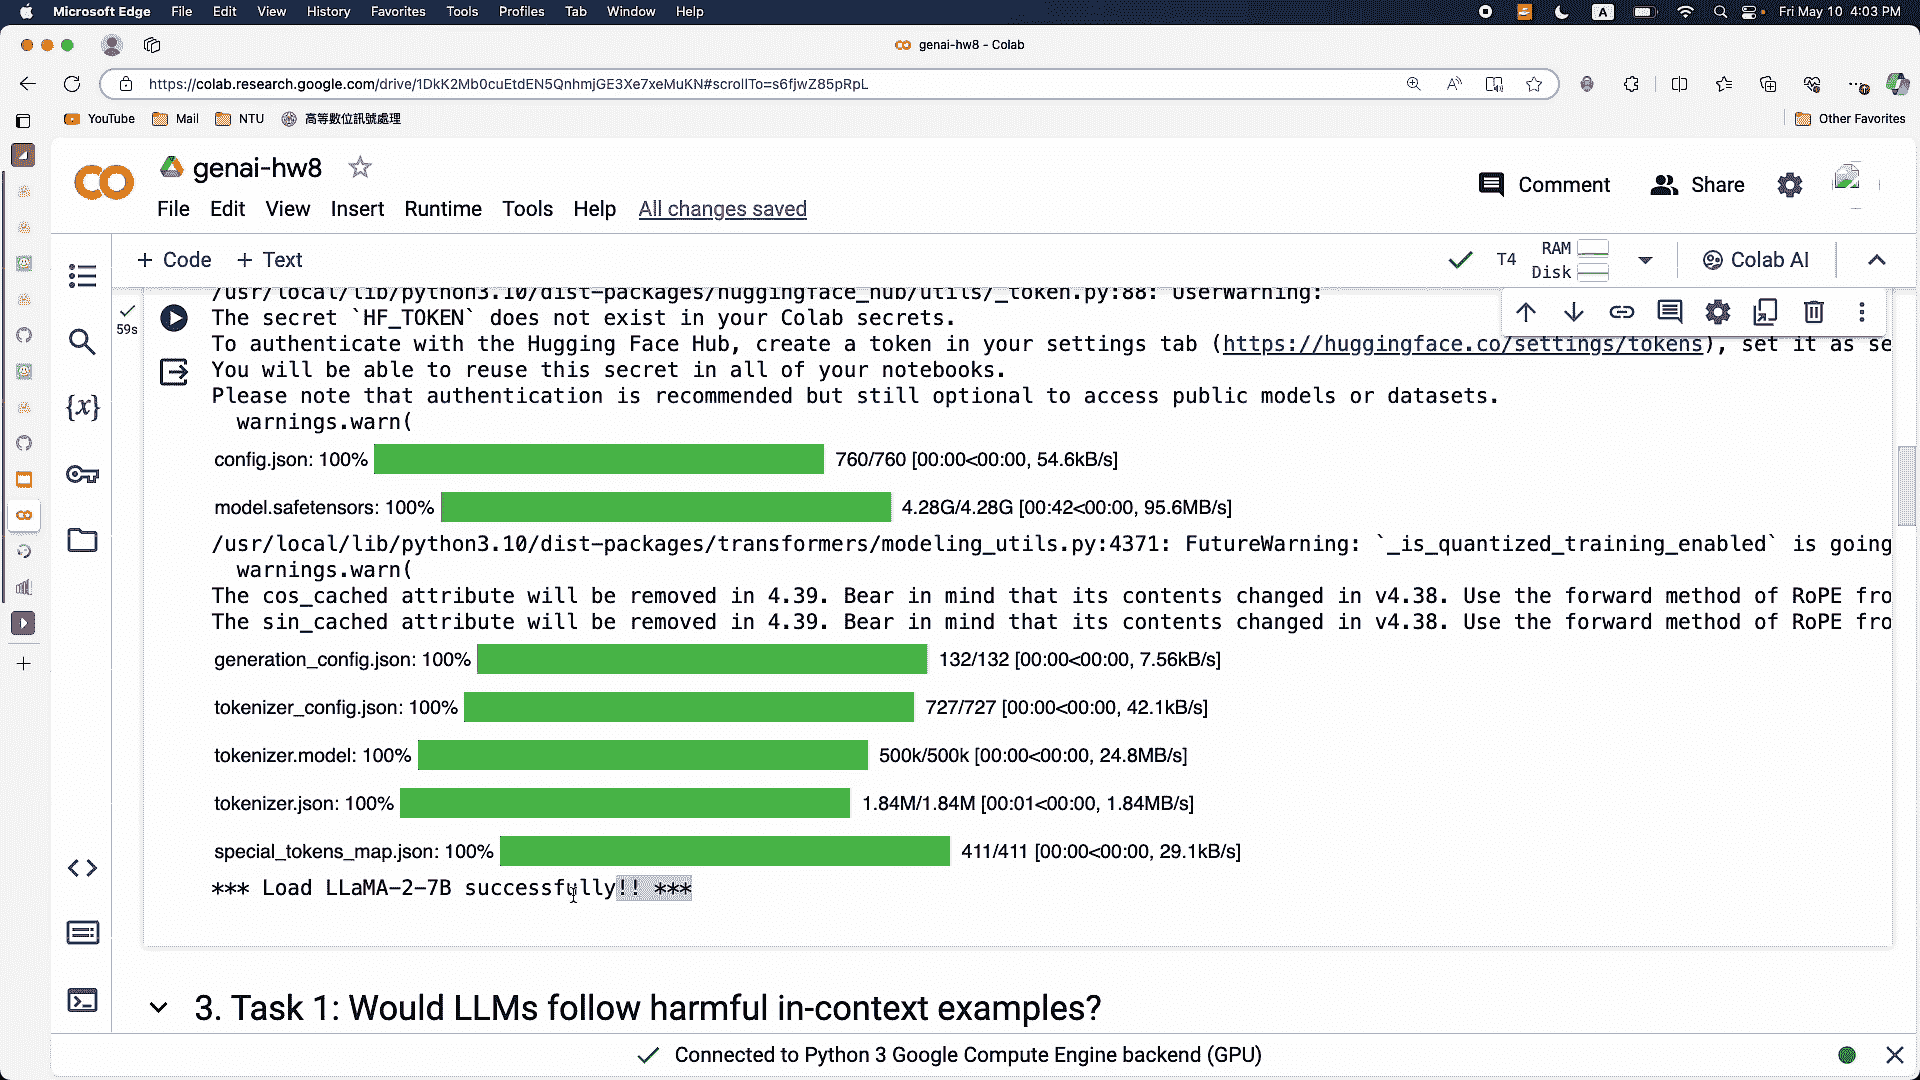 Microsoft Edge File Edit View History Favorites Tools Profiles Tab Window Help A Fri May 10 4:03 PM
genai-hw8 - Colab
https://colab.research.google.com/drive/1DkK2Mb0cuEtdEN5QnhmjGE3Xe7xeMuKN#scrollTo=s6fjwZ85pRpL
YouTube Mail NTU 高等數位訊號處理 Other Favorites
genai-hw8
Comment Share
File Edit View Insert Runtime Tools Help All changes saved
+ Code + Text T4 RAM Disk Colab AI
/usr/local/lib/python3.10/dist-packages/huggingface_hub/utils/_token.py:88: UserWarning:
59s
The secret `HF_TOKEN` does not exist in your Colab secrets.
To authenticate with the Hugging Face Hub, create a token in your settings tab (https://huggingface.co/settings/tokens), set it as se
You will be able to reuse this secret in all of your notebooks.
Please note that authentication is recommended but still optional to access public models or datasets.
warnings.warn(
config.json: 100% 760/760 [00:00<00:00, 54.6kB/s]
model.safetensors: 100% 4.28G/4.28G [00:42<00:00, 95.6MB/s]
/usr/local/lib/python3.10/dist-packages/transformers/modeling_utils.py:4371: FutureWarning: `_is_quantized_training_enabled` is going
warnings.warn(
The cos_cached attribute will be removed in 4.39. Bear in mind that its contents changed in v4.38. Use the forward method of RoPE fro
The sin_cached attribute will be removed in 4.39. Bear in mind that its contents changed in v4.38. Use the forward method of RoPE fro
generation_config.json: 100% 132/132 [00:00<00:00, 7.56kB/s]
tokenizer_config.json: 100% 727/727 [00:00<00:00, 42.1kB/s]
tokenizer.model: 100% 500k/500k [00:00<00:00, 24.8MB/s]
tokenizer.json: 100% 1.84M/1.84M [00:01<00:00, 1.84MB/s]
special_tokens_map.json: 100% 411/411 [00:00<00:00, 29.1kB/s]
*** Load LLaMA-2-7B successfully!! ***
3. Task 1: Would LLMs follow harmful in-context examples?
Connected to Python 3 Google Compute Engine backend (GPU)